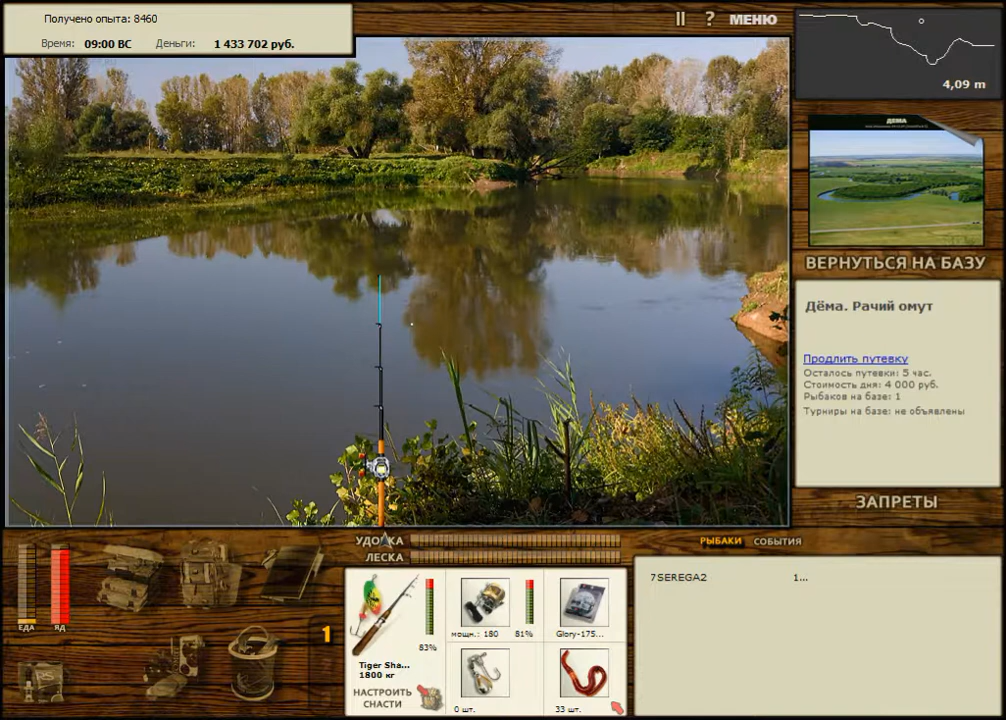 Получено опыта: 8460
Время: 09:00 ВС Деньги: 1 433 702 руб.
|| ? МЕНЮ
4,09 m
ДЁМА
ВЕРНУТЬСЯ НА БАЗУ
Дёма. Рачий омут
Продлить путевку
Осталось путевки: 5 час.
Стоимость дня: 4 000 руб.
Рыбаков на базе: 1
Турниры на базе: не объявлены
ЗАПРЕТЫ
УДОЧКА
ЛЕСКА
РЫБАКИ СОБЫТИЯ
7SEREGA2 1...
ЕДА ЯД
1
83%
Tiger Sha...
1800 кг
НАСТРОИТЬ
СНАСТИ
мощн.: 180 81%
Glory-175...
0 шт.
33 шт.